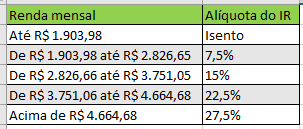 Renda mensal Alíquota do IR
Até R$ 1.903,98 Isento
De R$ 1.903,98 até R$ 2.826,65 7,5%
De R$ 2.826,66 até R$ 3.751,05 15%
De R$ 3.751,06 até R$ 4.664,68 22,5%
Acima de R$ 4.664,68 27,5%